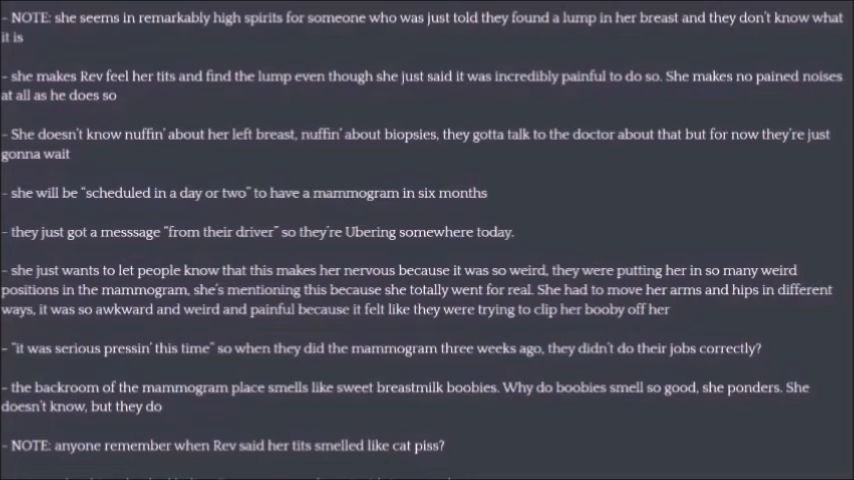 - NOTE: she seems in remarkably high spirits for someone who was just told they found a lump in her breast and they don't know what
it is
- she makes Rev feel her tits and find the lump even though she just said it was incredibly painful to do so. She makes no pained noises
at all as he does so
- She doesn't know nuffin' about her left breast, nuffin' about biopsies, they gotta talk to the doctor about that but for now they're just
gonna wait
- she will be "scheduled in a day or two" to have a mammogram in six months
- they just got a messsage "from their driver" so they're Ubering somewhere today.
- she just wants to let people know that this makes her nervous because it was so weird, they were putting her in so many weird
positions in the mammogram, she's mentioning this because she totally went for real. She had to move her arms and hips in different
ways, it was so awkward and weird and painful because it felt like they were trying to clip her booby off her
- "it was serious pressin' this time" so when they did the mammogram three weeks ago, they didn't do their jobs correctly?
- the backroom of the mammogram place smells like sweet breastmilk boobies. Why do boobies smell so good, she ponders. She
doesn't know, but they do
- NOTE: anyone remember when Rev said her tits smelled like cat piss?